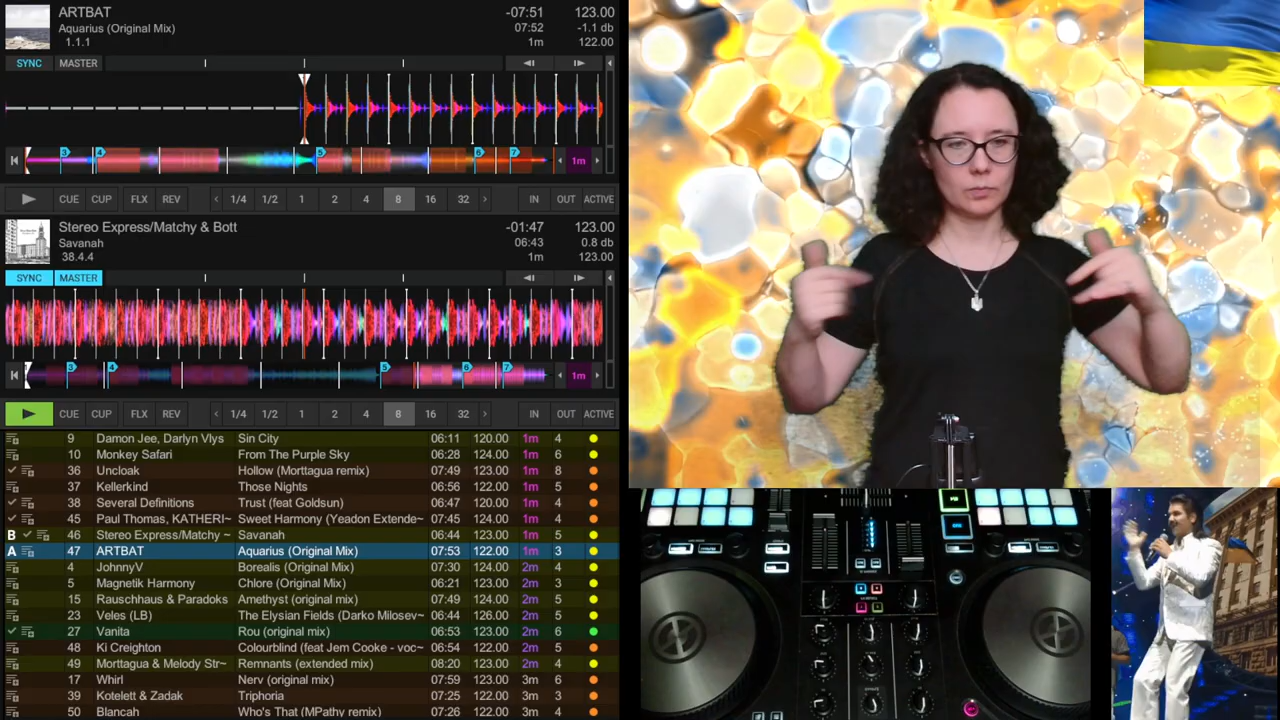 ARTBAT -07:51 123.00
Aquarius (Original Mix) 07:52 -1.1 db
1.1.1 1m 122.00
SYNC MASTER
3 4 5 6 7 1m
CUE CUP FLX REV 1/4 1/2 1 2 4 8 16 32 IN OUT ACTIVE
Stereo Express/Matchy & Bott -01:47 123.00
Savanah 06:43 0.8 db
38.4.4 1m 123.00
SYNC MASTER
3 4 5 6 7 1m
CUE CUP FLX REV 1/4 1/2 1 2 4 8 16 32 IN OUT ACTIVE
9 Damon Jee, Darlyn Vlys Sin City 06:11 120.00 1m 4
10 Monkey Safari From The Purple Sky 06:28 124.00 1m 6
36 Uncloak Hollow (Morttagua remix) 07:49 124.00 1m 8
37 Kellerkind Those Nights 06:56 122.00 1m 5
38 Several Definitions Trust (feat Goldsun) 06:47 120.00 1m 4
45 Paul Thomas, KATHERI~ Sweet Harmony (Yeadon Extende~ 07:45 124.00 1m 4
B 46 Stereo Express/Matchy ~ Savanah 06:44 123.00 1m 5
A 47 ARTBAT Aquarius (Original Mix) 07:53 122.00 1m 3
4 JohnnyV Borealis (Original Mix) 07:30 124.00 2m 4
5 Magnetik Harmony Chlore (Original Mix) 06:21 123.00 2m 3
15 Rauschhaus & Paradoks Amethyst (original mix) 07:49 124.00 2m 5
23 Veles (LB) The Elysian Fields (Darko Milosev~ 06:44 126.00 2m 5
27 Vanita Rou (original mix) 06:53 123.00 2m 6
48 Ki Creighton Colourblind (feat Jem Cooke - voc~ 06:54 122.00 2m 5
49 Morttagua & Melody Str~ Remnants (extended mix) 08:20 123.00 2m 4
17 Whirl Nerv (original mix) 07:59 123.00 3m 6
39 Kotelett & Zadak Triphoria 07:25 122.00 3m 4
50 Blancah Who's That (MPathy remix) 07:26 122.00 3m 4